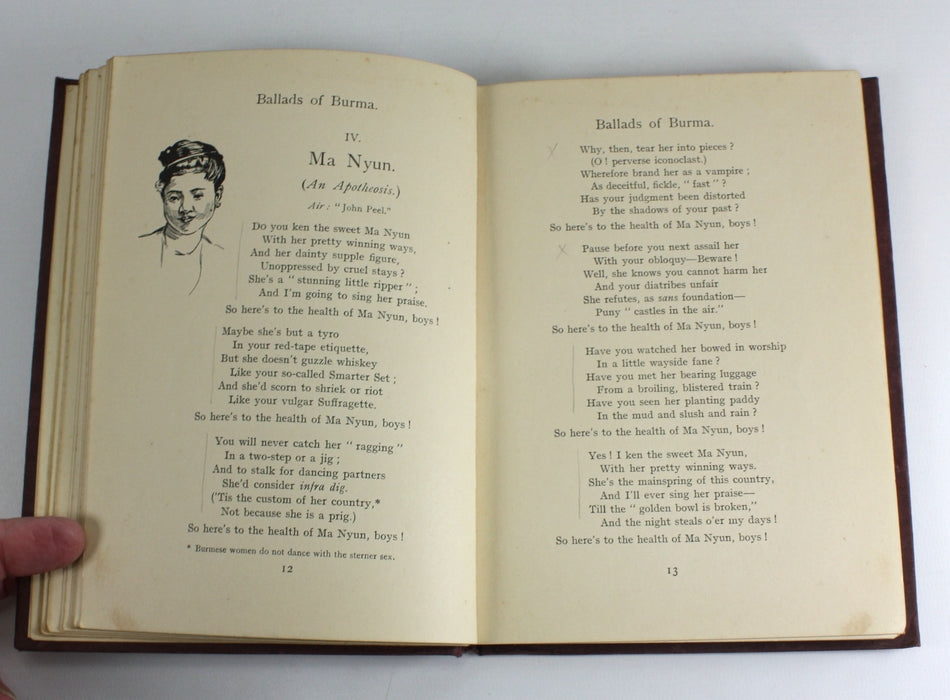 Ballads of Burma.
IV.
Ma Nyun.
(An Apotheosis.)
Air: "John Peel."
Do you ken the sweet Ma Nyun
With her pretty winning ways,
And her dainty supple figure,
Unoppressed by cruel stays?
She's a "stunning little ripper";
And I'm going to sing her praise.
So here's to the health of Ma Nyun, boys!
Maybe she's but a tyro
In your red-tape etiquette,
But she doesn't guzzle whiskey
Like your so-called Smarter Set;
And she'd scorn to shriek or riot
Like your vulgar Suffragette.
So here's to the health of Ma Nyun, boys!
You will never catch her "ragging"
In a two-step or a jig;
And to stalk for dancing partners
She'd consider infra dig.
('Tis the custom of her country,*
Not because she is a prig.)
So here's to the health of Ma Nyun, boys!
* Burmese women do not dance with the sterner sex.
12
Ballads of Burma.
Why, then, tear her into pieces?
(O! perverse iconoclast.)
Wherefore brand her as a vampire;
As deceitful, fickle, "fast"?
Has your judgment been distorted
By the shadows of your past?
So here's to the health of Ma Nyun, boys!
Pause before you next assail her
With your obloquy—Beware!
Well, she knows you cannot harm her
And your diatribes unfair
She refutes, as sans foundation—
Puny "castles in the air."
So here's to the health of Ma Nyun, boys!
Have you watched her bowed in worship
In a little wayside fane?
Have you met her bearing luggage
From a broiling, blistered train?
Have you seen her planting paddy
In the mud and slush and rain?
So here's to the health of Ma Nyun, boys!
Yes! I ken the sweet Ma Nyun,
With her pretty winning ways.
She's the mainspring of this country,
And I'll ever sing her praise—
Till the "golden bowl is broken,"
And the night steals o'er my days!
So here's to the health of Ma Nyun, boys!
13